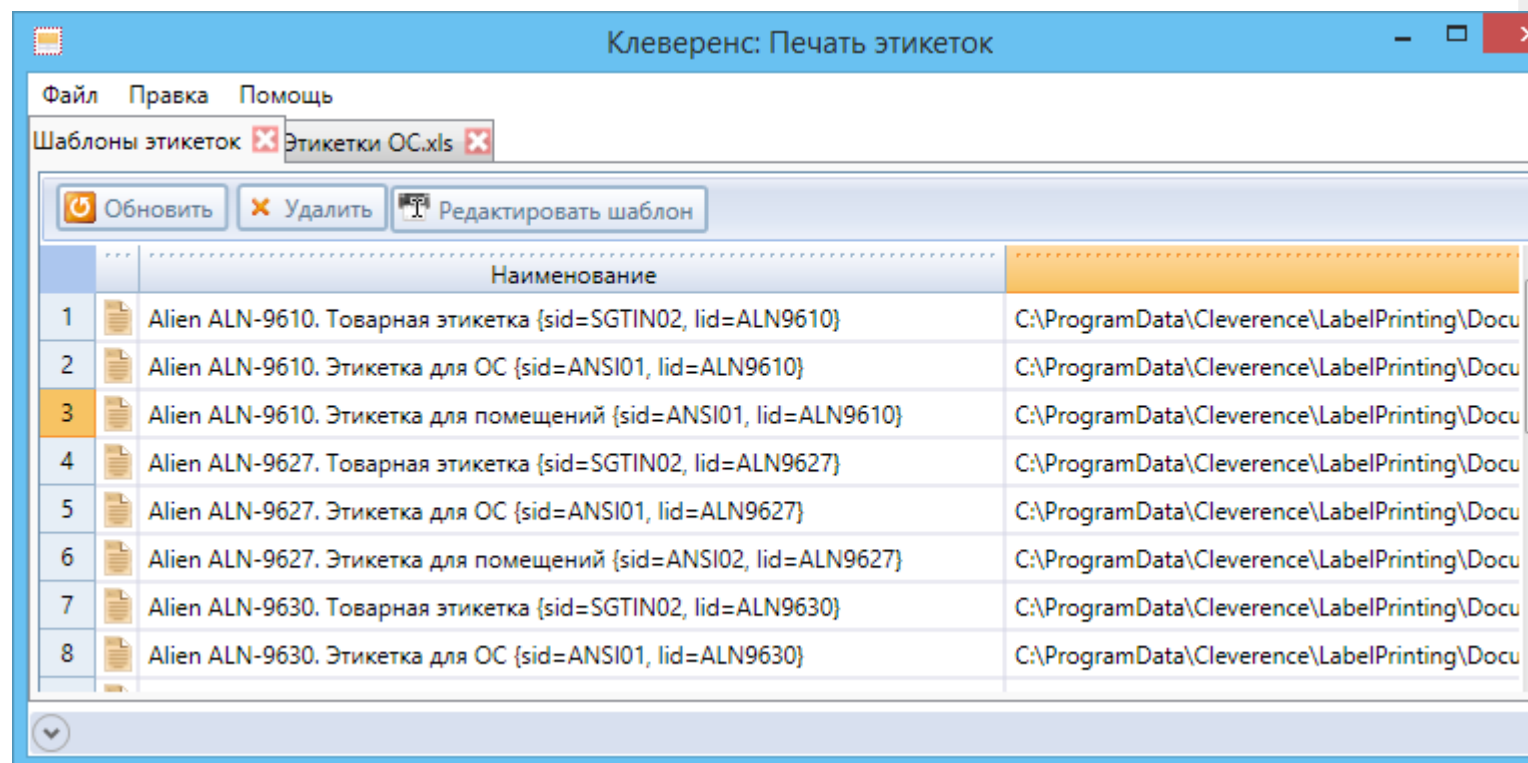 Клеверенс: Печать этикеток
Файл Правка Помощь
Шаблоны этикеток Этикетки ОС.xls
Обновить Удалить Редактировать шаблон
Наименование
1 Alien ALN-9610. Товарная этикетка {sid=SGTIN02, lid=ALN9610} C:\ProgramData\Cleverence\LabelPrinting\Docu
2 Alien ALN-9610. Этикетка для ОС {sid=ANSI01, lid=ALN9610} C:\ProgramData\Cleverence\LabelPrinting\Docu
3 Alien ALN-9610. Этикетка для помещений {sid=ANSI01, lid=ALN9610} C:\ProgramData\Cleverence\LabelPrinting\Docu
4 Alien ALN-9627. Товарная этикетка {sid=SGTIN02, lid=ALN9627} C:\ProgramData\Cleverence\LabelPrinting\Docu
5 Alien ALN-9627. Этикетка для ОС {sid=ANSI01, lid=ALN9627} C:\ProgramData\Cleverence\LabelPrinting\Docu
6 Alien ALN-9627. Этикетка для помещений {sid=ANSI02, lid=ALN9627} C:\ProgramData\Cleverence\LabelPrinting\Docu
7 Alien ALN-9630. Товарная этикетка {sid=SGTIN02, lid=ALN9630} C:\ProgramData\Cleverence\LabelPrinting\Docu
8 Alien ALN-9630. Этикетка для ОС {sid=ANSI01, lid=ALN9630} C:\ProgramData\Cleverence\LabelPrinting\Docu